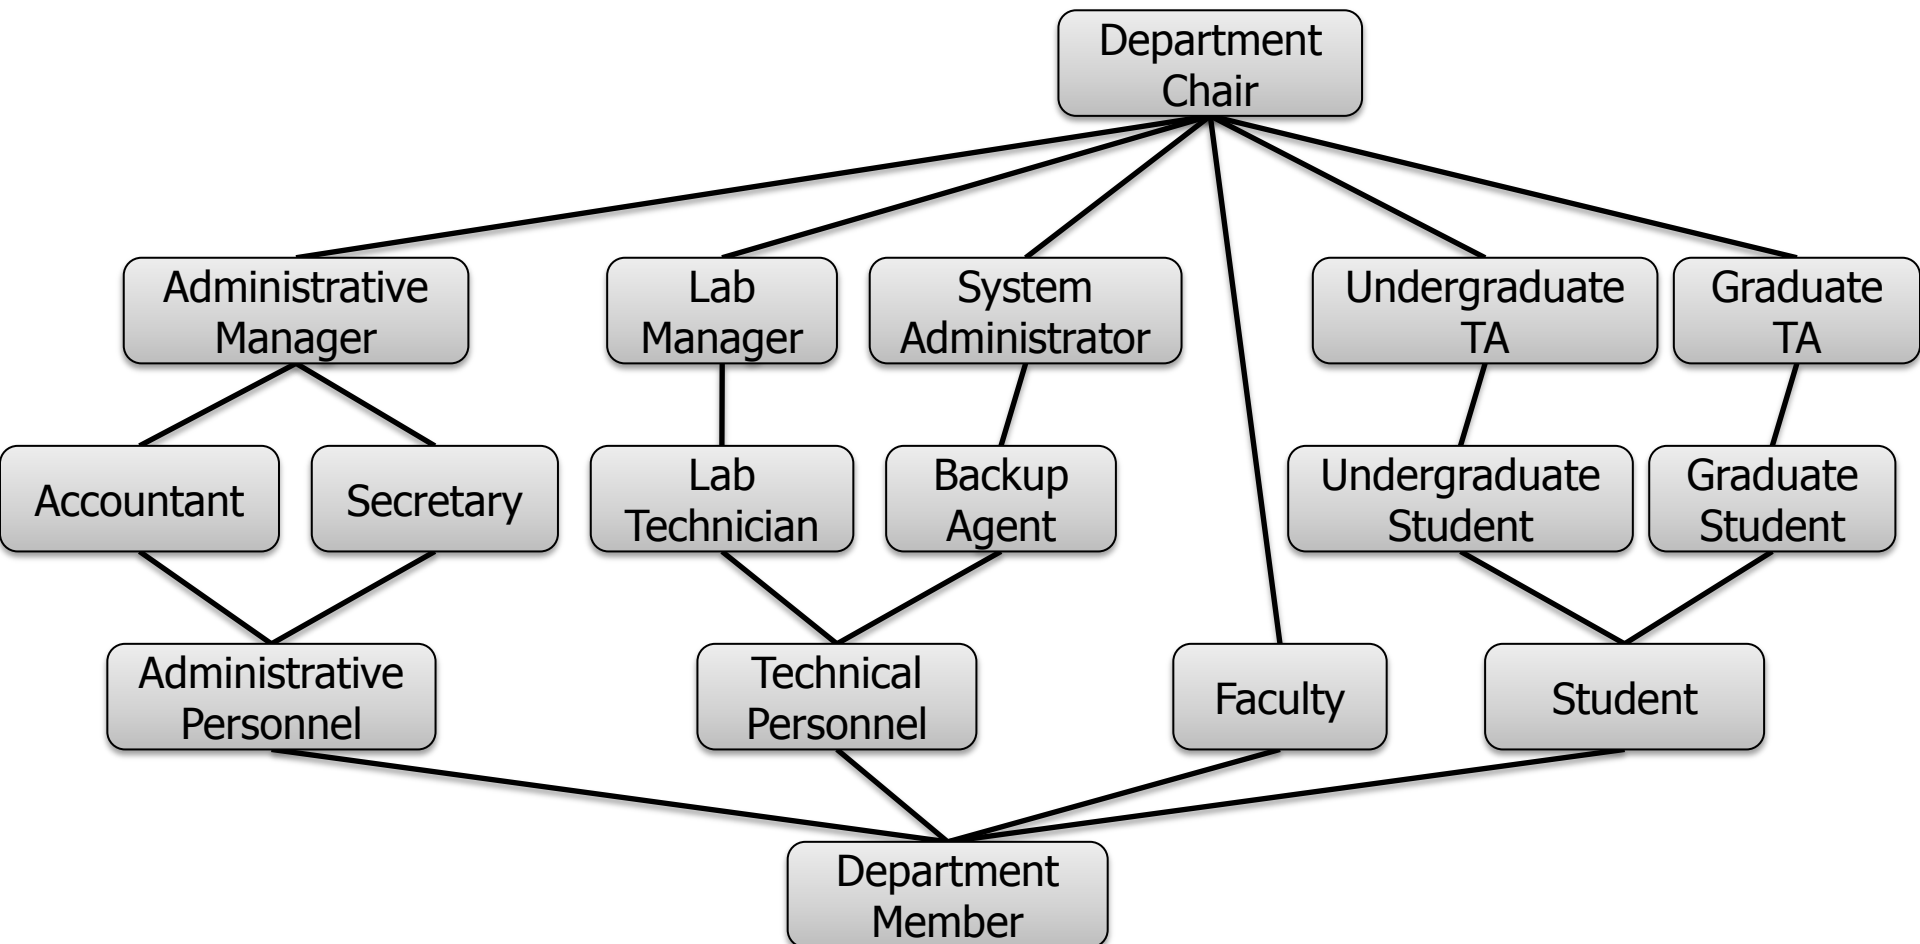 Department
Chair
Administrative
Manager
Lab
Manager
System
Administrator
Undergraduate
TA
Graduate
TA
Accountant
Secretary
Lab
Technician
Backup
Agent
Undergraduate
Student
Graduate
Student
Administrative
Personnel
Technical
Personnel
Faculty
Student
Department
Member